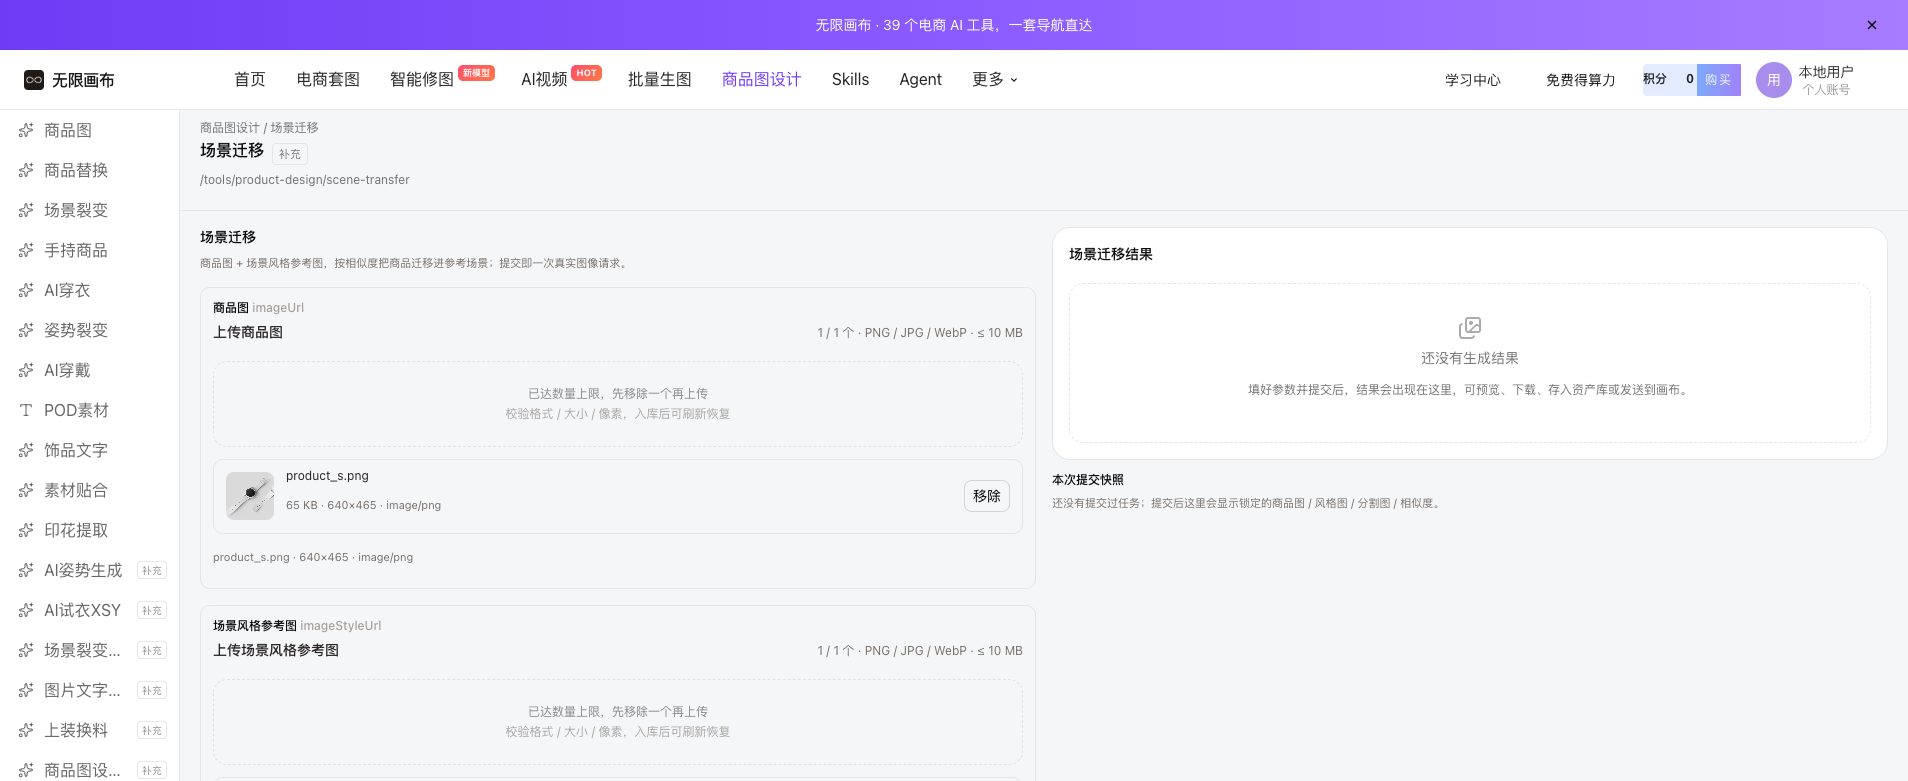 无限画布 · 39 个电商 AI 工具，一套导航直达
无限画布
首页
电商套图
智能修图
新模型
AI视频
HOT
批量生图
商品图设计
Skills
Agent
更多
学习中心
免费得算力
积分 0 购买
用
本地用户
个人账号
商品图
商品替换
场景裂变
手持商品
AI穿衣
姿势裂变
AI穿戴
POD素材
饰品文字
素材贴合
印花提取
AI姿势生成 补充
AI试衣XSY 补充
场景裂变... 补充
图片文字... 补充
上装换料 补充
商品图设... 补充
商品图设计 / 场景迁移
场景迁移 补充
/tools/product-design/scene-transfer
场景迁移
商品图 + 场景风格参考图，按相似度把商品迁移进参考场景；提交即一次真实图像请求。
商品图 imageUrl
上传商品图
1 / 1 个 · PNG / JPG / WebP · ≤ 10 MB
已达数量上限，先移除一个再上传
校验格式 / 大小 / 像素，入库后可刷新恢复
product_s.png
65 KB · 640×465 · image/png
移除
product_s.png · 640×465 · image/png
场景风格参考图 imageStyleUrl
上传场景风格参考图
1 / 1 个 · PNG / JPG / WebP · ≤ 10 MB
已达数量上限，先移除一个再上传
校验格式 / 大小 / 像素，入库后可刷新恢复
场景迁移结果
还没有生成结果
填好参数并提交后，结果会出现在这里，可预览、下载、存入资产库或发送到画布。
本次提交快照
还没有提交过任务；提交后这里会显示锁定的商品图 / 风格图 / 分割图 / 相似度。